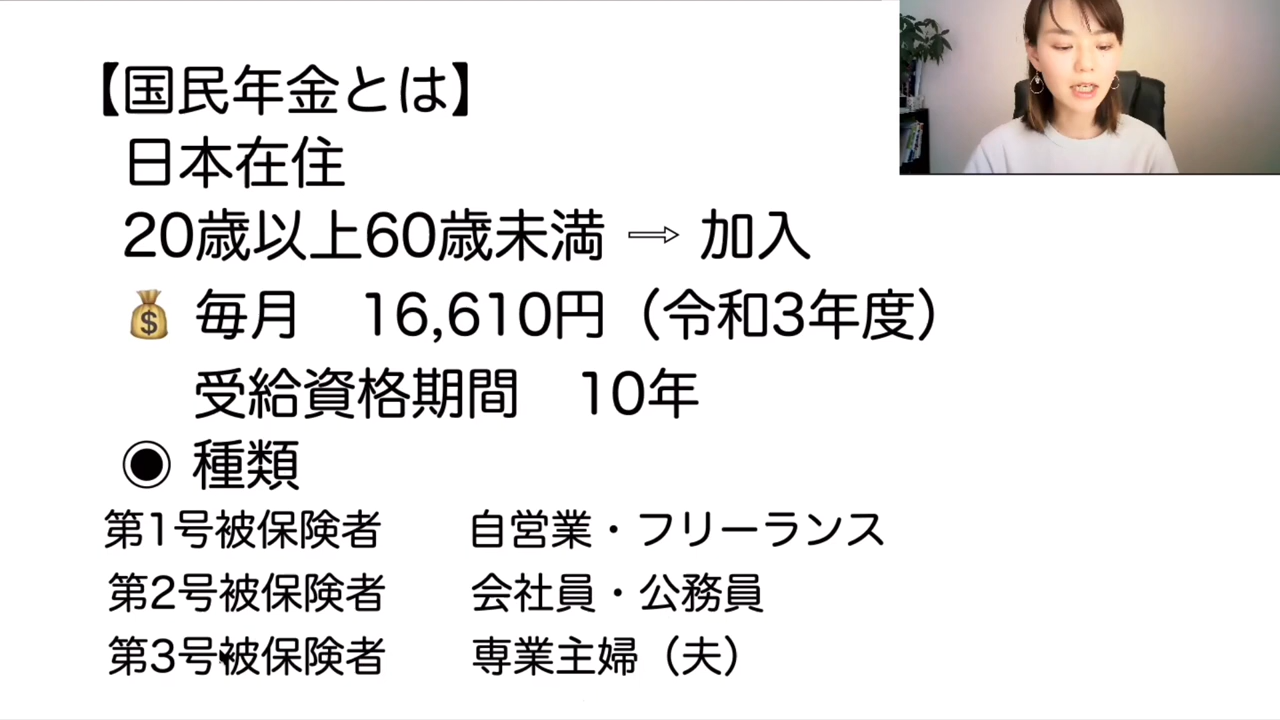 【国民年金とは】
日本在住
20歳以上60歳未満 ⇨ 加入
💰 毎月　16,610円（令和3年度）
受給資格期間　10年
◉ 種類
第1号被保険者　　自営業・フリーランス
第2号被保険者　　会社員・公務員
第3号被保険者　　専業主婦（夫）